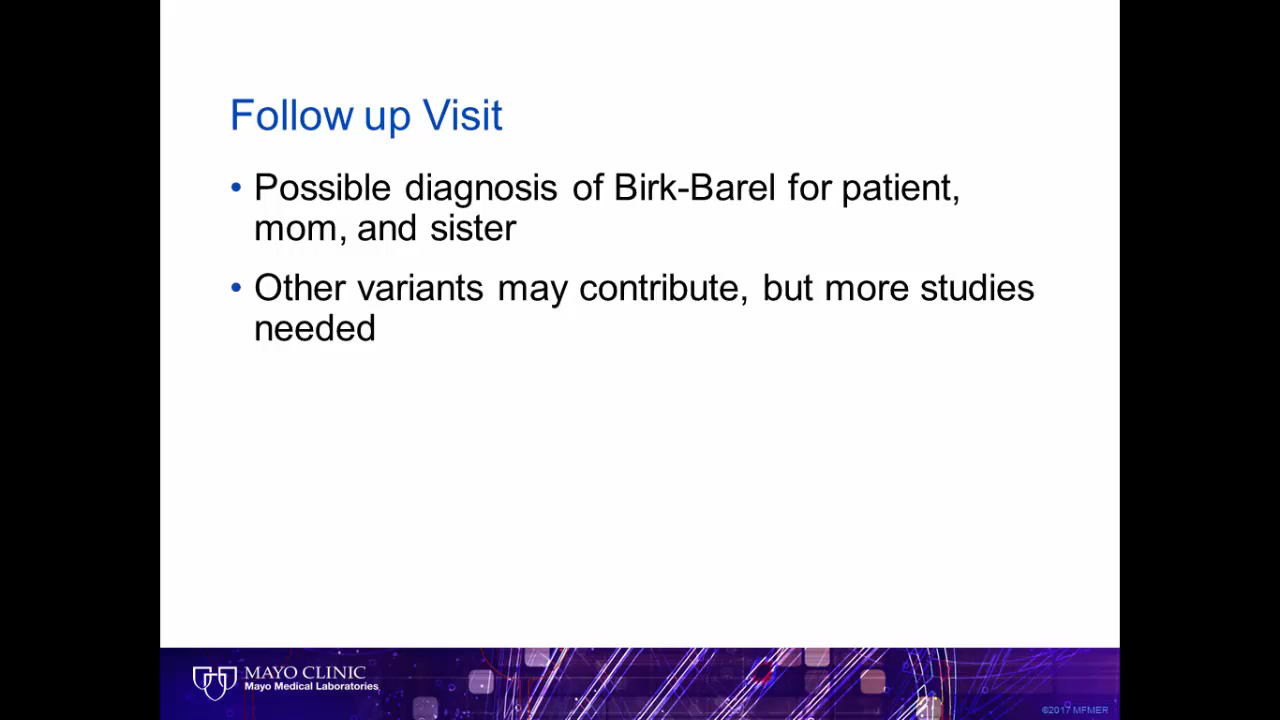 Follow up Visit
• Possible diagnosis of Birk-Barel for patient,
mom, and sister
• Other variants may contribute, but more studies
needed
MAYO CLINIC
Mayo Medical Laboratories
©2017 MFMER